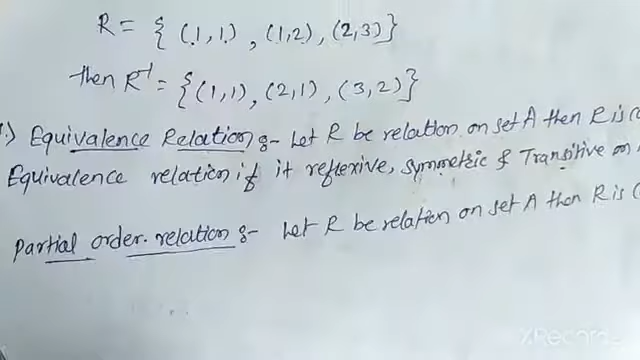 R = { (1,1) , (1,2) , (2,3)}
then R⁻¹ = {(1,1), (2,1), (3,2)}
) Equivalence Relation :- Let R be relation on set A then R is
Equivalence relation if it reflexive, symmetric & Transitive on
Partial order relation :- Let R be relation on set A then R is
XRecorder